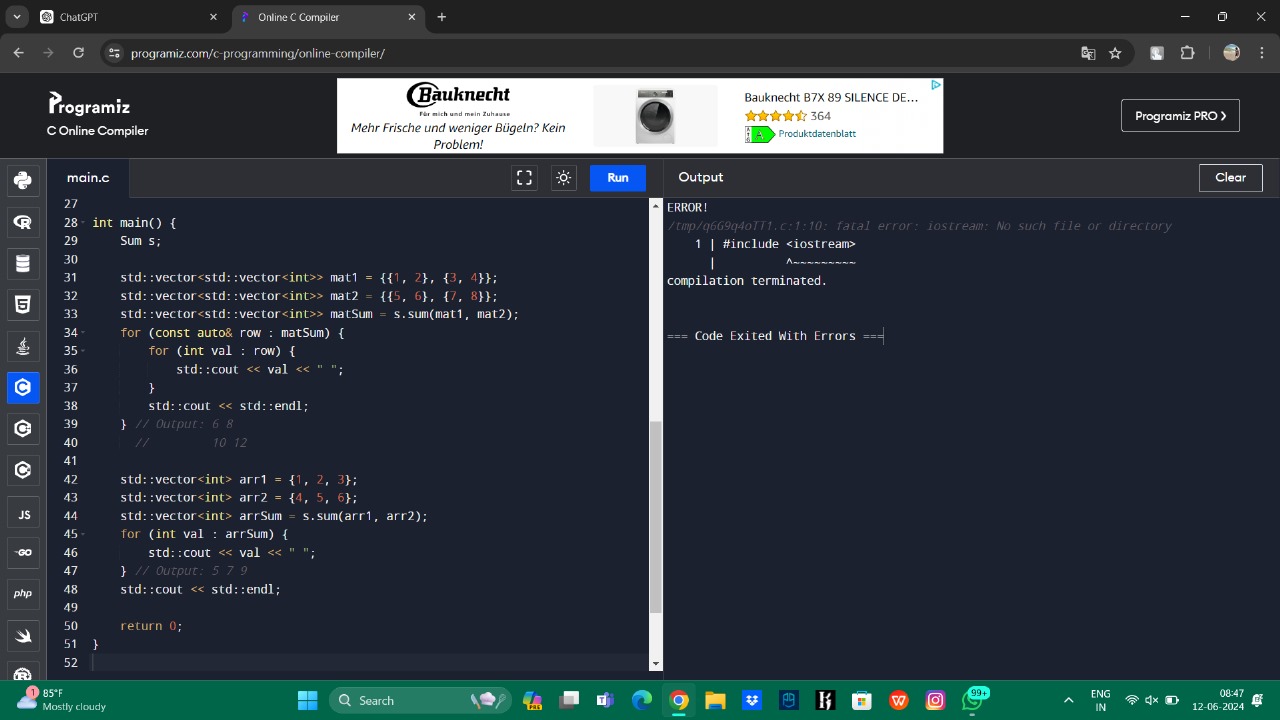 ChatGPT
Online C Compiler
programiz.com/c-programming/online-compiler/
Programiz
C Online Compiler
Bauknecht
Für mich und mein Zuhause
Mehr Frische und weniger Bügeln? Kein
Problem!
Bauknecht B7X 89 SILENCE DE...
364
A
Produktdatenblatt
Programiz PRO
main.c
Run
Output
Clear
27
28 int main() {
29 Sum s;
30
31 std::vector<std::vector<int>> mat1 = {{1, 2}, {3, 4}};
32 std::vector<std::vector<int>> mat2 = {{5, 6}, {7, 8}};
33 std::vector<std::vector<int>> matSum = s.sum(mat1, mat2);
34 for (const auto& row : matSum) {
35 for (int val : row) {
36 std::cout << val << " ";
37 }
38 std::cout << std::endl;
39 } // Output: 6 8
40 // 10 12
41
42 std::vector<int> arr1 = {1, 2, 3};
43 std::vector<int> arr2 = {4, 5, 6};
44 std::vector<int> arrSum = s.sum(arr1, arr2);
45 for (int val : arrSum) {
46 std::cout << val << " ";
47 } // Output: 5 7 9
48 std::cout << std::endl;
49
50 return 0;
51 }
52
ERROR!
/tmp/q6G9q4oTT1.c:1:10: fatal error: iostream: No such file or directory
1 | #include <iostream>
| ^~~~~~~~~~
compilation terminated.
=== Code Exited With Errors ===
JS
GO
php
1
85°F
Mostly cloudy
Search
PRE
99+
ENG
IN
08:47
12-06-2024